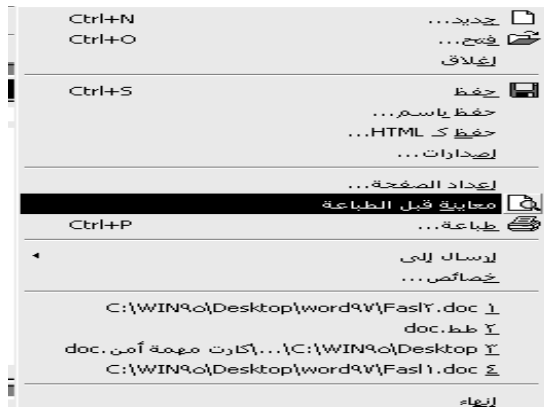 جديد... Ctrl+N
فتح... Ctrl+O
إغلاق
حفظ Ctrl+S
حفظ باسم...
حفظ كـ HTML...
إصدارات...
إعداد الصفحة...
معاينة قبل الطباعة
طباعة... Ctrl+P
إرسال إلى
خصائص...
١ C:\WIN٩٥\Desktop\word٩٧\Fasl٢.doc
٢ طط.doc
٣ C:\WIN٩٥\Desktop\...\كارت مهمة أمن.doc
٤ C:\WIN٩٥\Desktop\word٩٧\Fasl١.doc
إنهاء